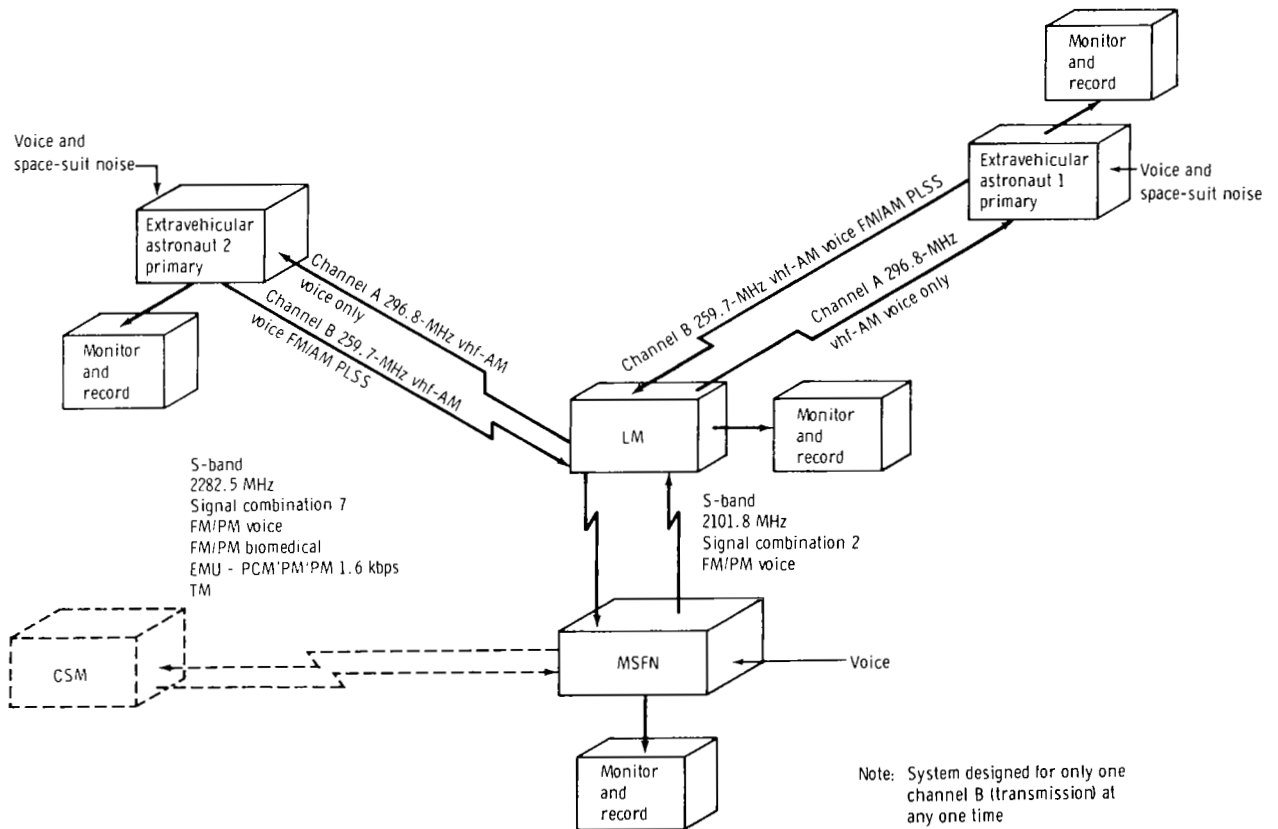 Monitor
and
record
Voice and
space-suit noise
Extravehicular
astronaut 1
primary
Voice and
space-suit noise
Extravehicular
astronaut 2
primary
Channel A 296.8-MHz vhf-AM
voice only
Channel B 259.7-MHz vhf-AM
voice FM/AM PLSS
Channel B 259.7-MHz vhf-AM voice FM/AM PLSS
Channel A 296.8-MHz
vhf-AM voice only
Monitor
and
record
LM
Monitor
and
record
S-band
2282.5 MHz
Signal combination 7
FM/PM voice
FM/PM biomedical
EMU - PCM'PM'PM 1.6 kbps
TM
S-band
2101.8 MHz
Signal combination 2
FM/PM voice
CSM
MSFN
Voice
Monitor
and
record
Note: System designed for only one
channel B (transmission) at
any one time